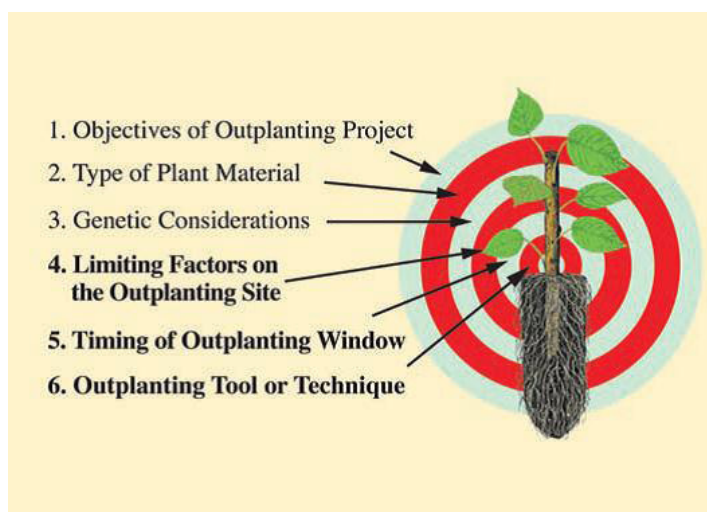 1. Objectives of Outplanting Project
2. Type of Plant Material
3. Genetic Considerations
4. Limiting Factors on
the Outplanting Site
5. Timing of Outplanting Window
6. Outplanting Tool or Technique